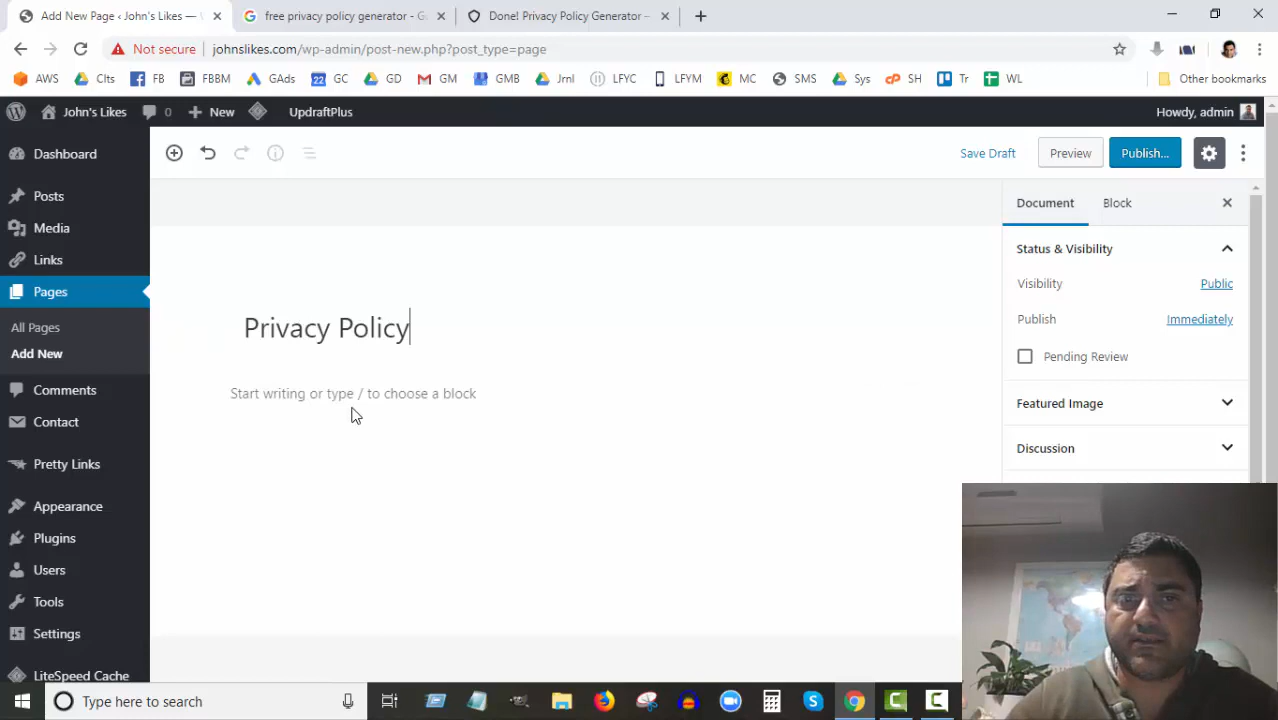 Add New Page ‹ John's Likes —
free privacy policy generator - G
Done! Privacy Policy Generator –
Not secure
johnslikes.com/wp-admin/post-new.php?post_type=page
AWS
Clts
FB
FBBM
GAds
22 GC
GD
GM
GMB
Jrnl
LFYC
LFYM
MC
SMS
Sys
SH
Tr
WL
Other bookmarks
John's Likes
0
New
UpdraftPlus
Howdy, admin
Dashboard
Posts
Media
Links
Pages
All Pages
Add New
Comments
Contact
Pretty Links
Appearance
Plugins
Users
Tools
Settings
LiteSpeed Cache
Save Draft
Preview
Publish...
Privacy Policy
Start writing or type / to choose a block
Document
Block
Status & Visibility
Visibility
Public
Publish
Immediately
Pending Review
Featured Image
Discussion
Type here to search